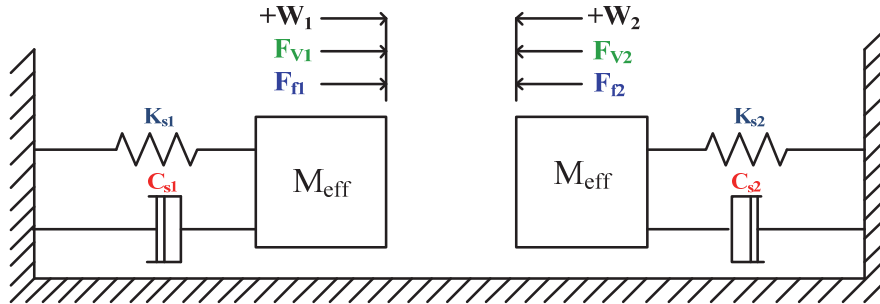 +W1
+W2
FV1
FV2
Ff1
Ff2
Ks1
Ks2
Cs1
Cs2
Meff
Meff